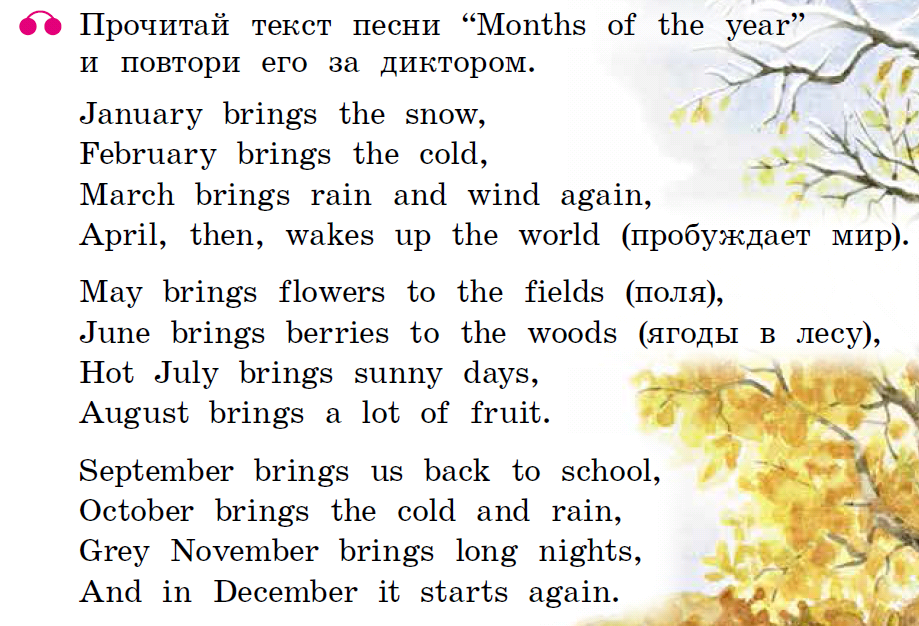 Прочитай текст песни “Months of the year”
и повтори его за диктором.
January brings the snow,
February brings the cold,
March brings rain and wind again,
April, then, wakes up the world (пробуждает мир).
May brings flowers to the fields (поля),
June brings berries to the woods (ягоды в лесу),
Hot July brings sunny days,
August brings a lot of fruit.
September brings us back to school,
October brings the cold and rain,
Grey November brings long nights,
And in December it starts again.